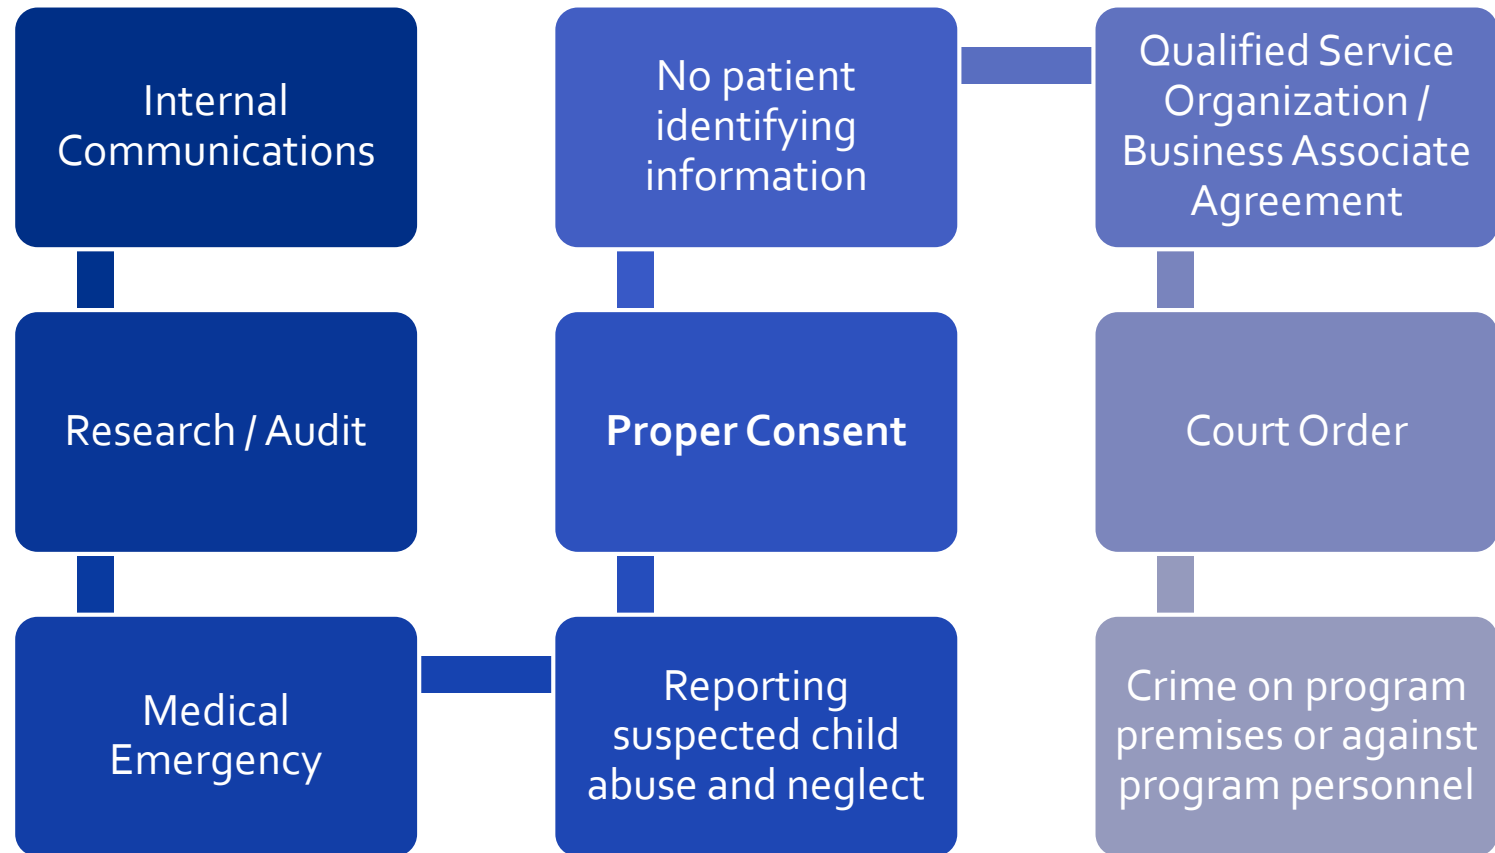 Internal
Communications
Research / Audit
Medical
Emergency
Reporting
suspected child
abuse and neglect
Proper Consent
No patient
identifying
information
Qualified Service
Organization /
Business Associate
Agreement
Court Order
Crime on program
premises or against
program personnel